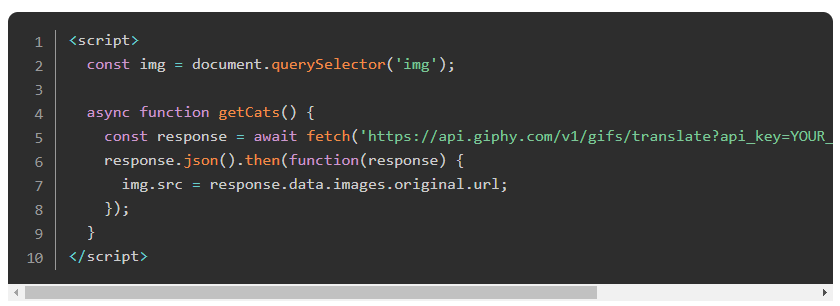 1 <script>
2 const img = document.querySelector('img');
3
4 async function getCats() {
5 const response = await fetch('https://api.giphy.com/v1/gifs/translate?api_key=YOUR_
6 response.json().then(function(response) {
7 img.src = response.data.images.original.url;
8 });
9 }
10 </script>